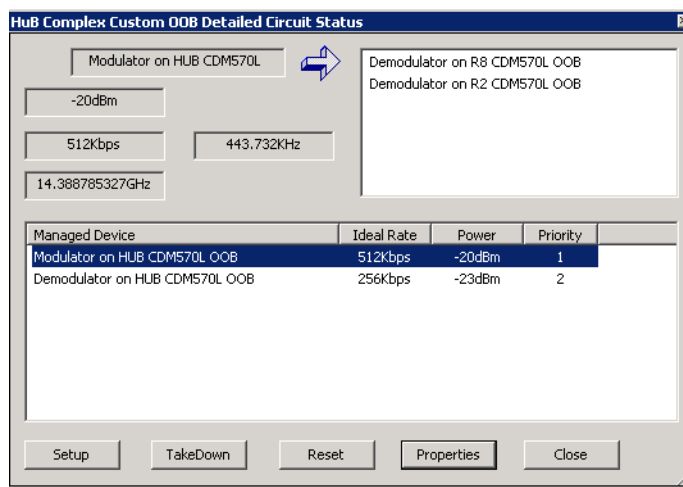 HuB Complex Custom OOB Detailed Circuit Status
Modulator on HUB CDM570L
Demodulator on R8 CDM570L OOB
Demodulator on R2 CDM570L OOB
-20dBm
512Kbps 443.732KHz
14.388785327GHz
Managed Device Ideal Rate Power Priority
Modulator on HUB CDM570L OOB 512Kbps -20dBm 1
Demodulator on HUB CDM570L OOB 256Kbps -23dBm 2
Setup TakeDown Reset Properties Close